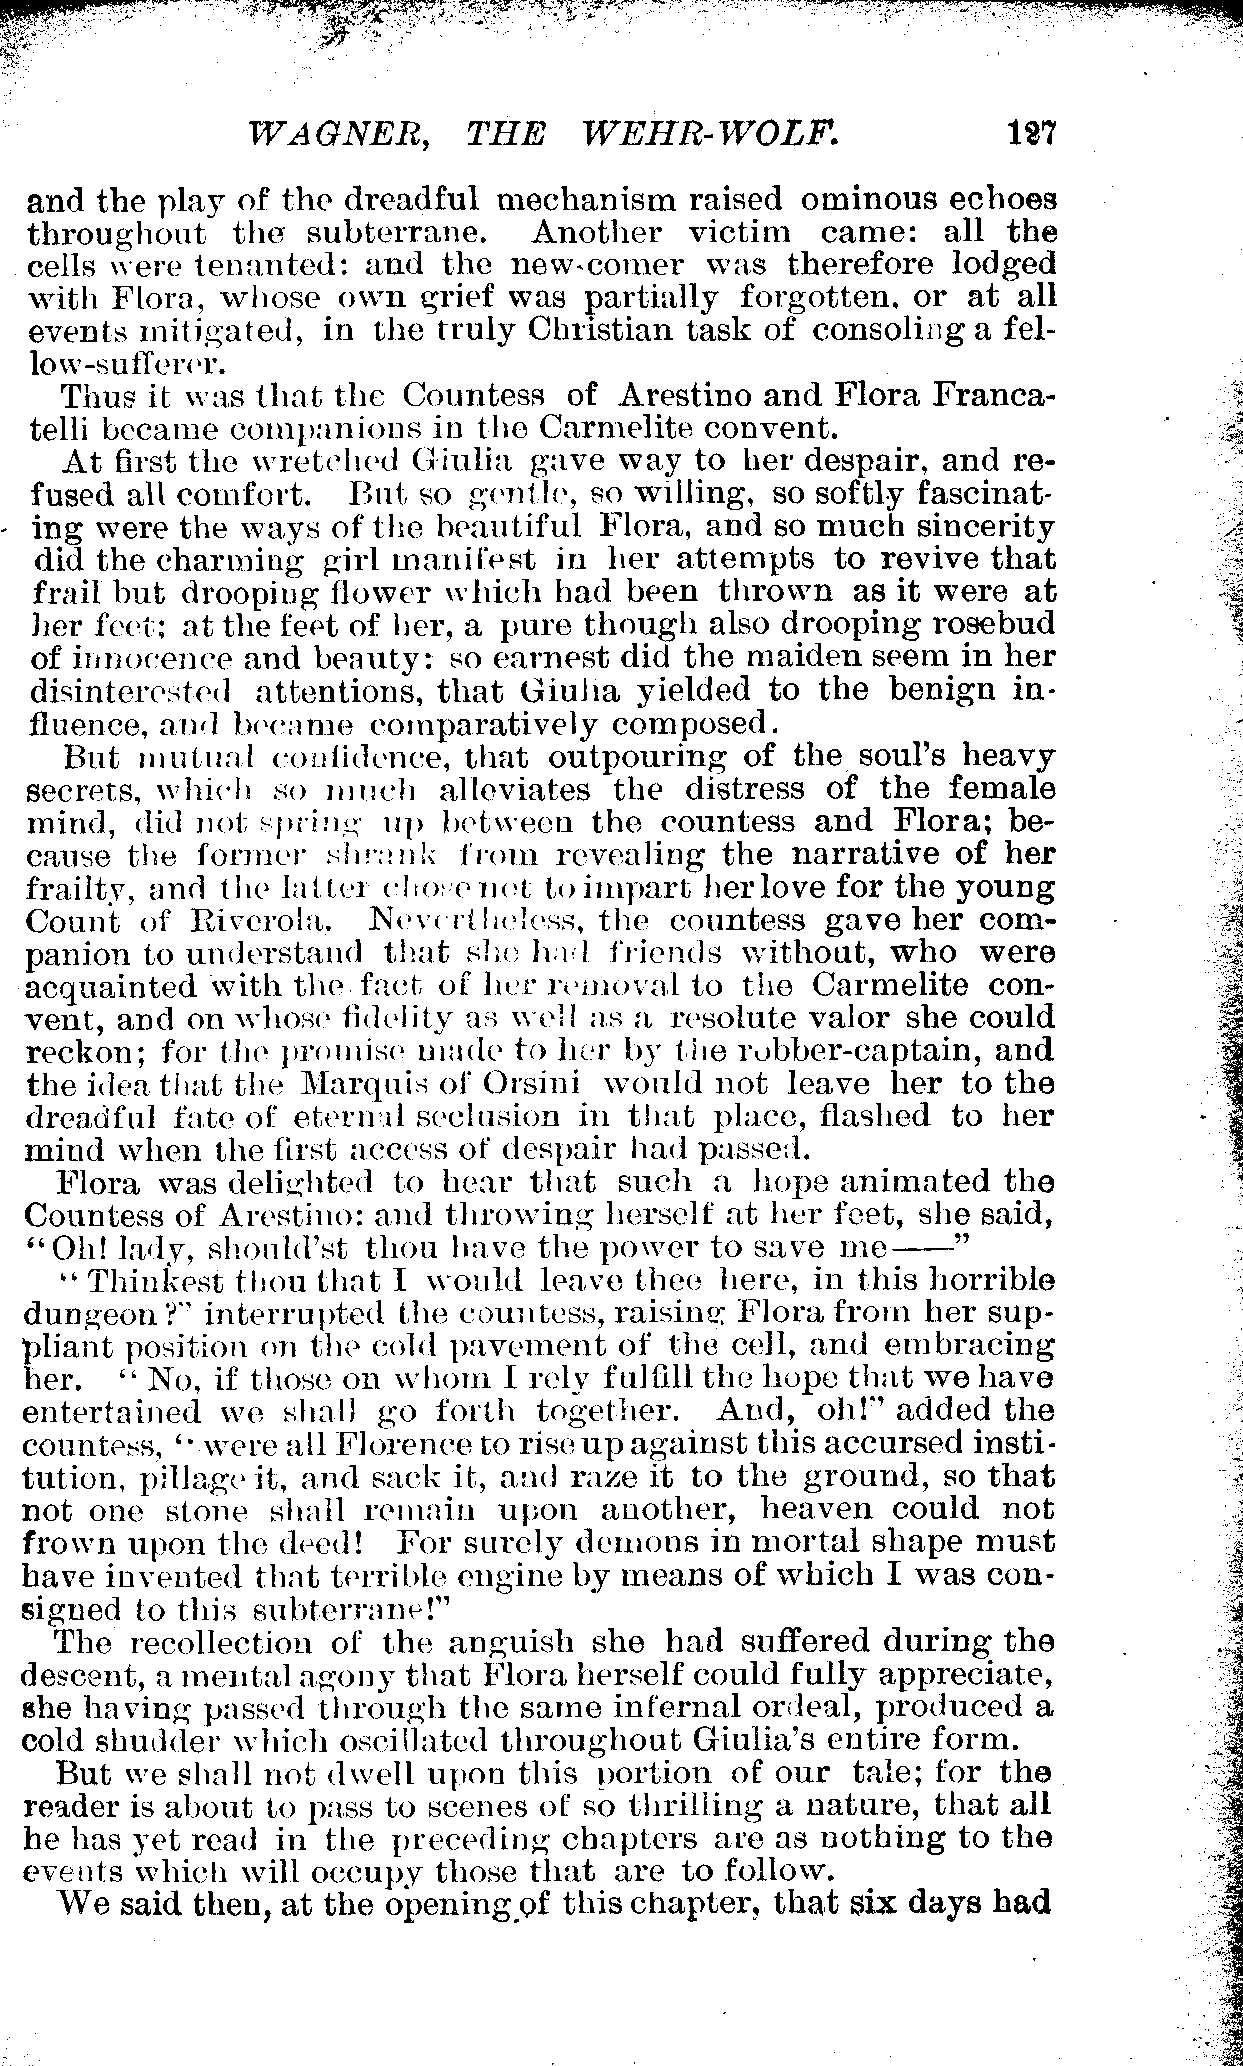 WAGNER, THE WEHR-WOLF. 127
and the play of the dreadful mechanism raised ominous echoes
throughout the subterrane. Another victim came: all the
cells were tenanted: and the new-comer was therefore lodged
with Flora, whose own grief was partially forgotten, or at all
events mitigated, in the truly Christian task of consoling a fel-
low-sufferer.
Thus it was that the Countess of Arestino and Flora Franca-
telli became companions in the Carmelite convent.
At first the wretched Giulia gave way to her despair, and re-
fused all comfort. But so gentle, so willing, so softly fascinat-
ing were the ways of the beautiful Flora, and so much sincerity
did the charming girl manifest in her attempts to revive that
frail but drooping flower which had been thrown as it were at
her feet; at the feet of her, a pure though also drooping rosebud
of innocence and beauty: so earnest did the maiden seem in her
disinterested attentions, that Giulia yielded to the benign in-
fluence, and became comparatively composed.
But mutual confidence, that outpouring of the soul's heavy
secrets, which so much alleviates the distress of the female
mind, did not spring up between the countess and Flora; be-
cause the former shrank from revealing the narrative of her
frailty, and the latter chose not to impart her love for the young
Count of Riverola. Nevertheless, the countess gave her com-
panion to understand that she had friends without, who were
acquainted with the fact of her removal to the Carmelite con-
vent, and on whose fidelity as well as a resolute valor she could
reckon; for the promise made to her by the robber-captain, and
the idea that the Marquis of Orsini would not leave her to the
dreadful fate of eternal seclusion in that place, flashed to her
mind when the first access of despair had passed.
Flora was delighted to hear that such a hope animated the
Countess of Arestino: and throwing herself at her feet, she said,
"Oh! lady, should'st thou have the power to save me——"
"Thinkest thou that I would leave thee here, in this horrible
dungeon?" interrupted the countess, raising Flora from her sup-
pliant position on the cold pavement of the cell, and embracing
her. "No, if those on whom I rely fulfill the hope that we have
entertained we shall go forth together. And, oh!" added the
countess, "were all Florence to rise up against this accursed insti-
tution, pillage it, and sack it, and raze it to the ground, so that
not one stone shall remain upon another, heaven could not
frown upon the deed! For surely demons in mortal shape must
have invented that terrible engine by means of which I was con-
signed to this subterrane!"
The recollection of the anguish she had suffered during the
descent, a mental agony that Flora herself could fully appreciate,
she having passed through the same infernal ordeal, produced a
cold shudder which oscillated throughout Giulia's entire form.
But we shall not dwell upon this portion of our tale; for the
reader is about to pass to scenes of so thrilling a nature, that all
he has yet read in the preceding chapters are as nothing to the
events which will occupy those that are to follow.
We said then, at the opening of this chapter, that six days had